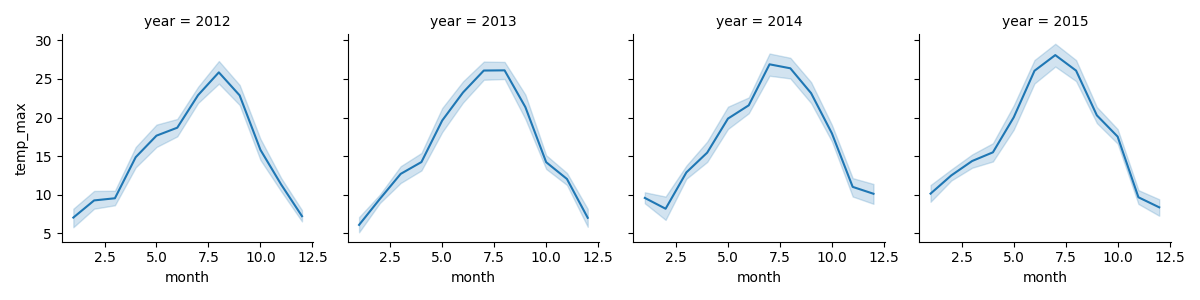 year = 2012
year = 2013
year = 2014
year = 2015
temp_max
30
25
20
15
10
5
2.5 5.0 7.5 10.0 12.5
2.5 5.0 7.5 10.0 12.5
2.5 5.0 7.5 10.0 12.5
2.5 5.0 7.5 10.0 12.5
month
month
month
month